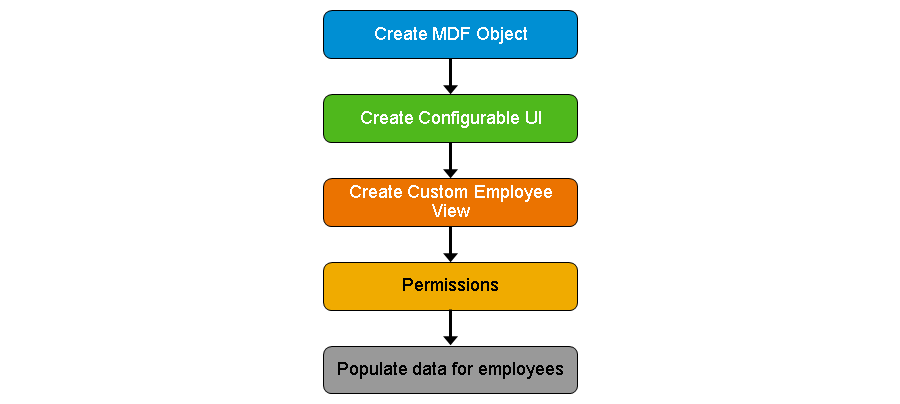 Create MDF Object
Create Configurable UI
Create Custom Employee
View
Permissions
Populate data for employees